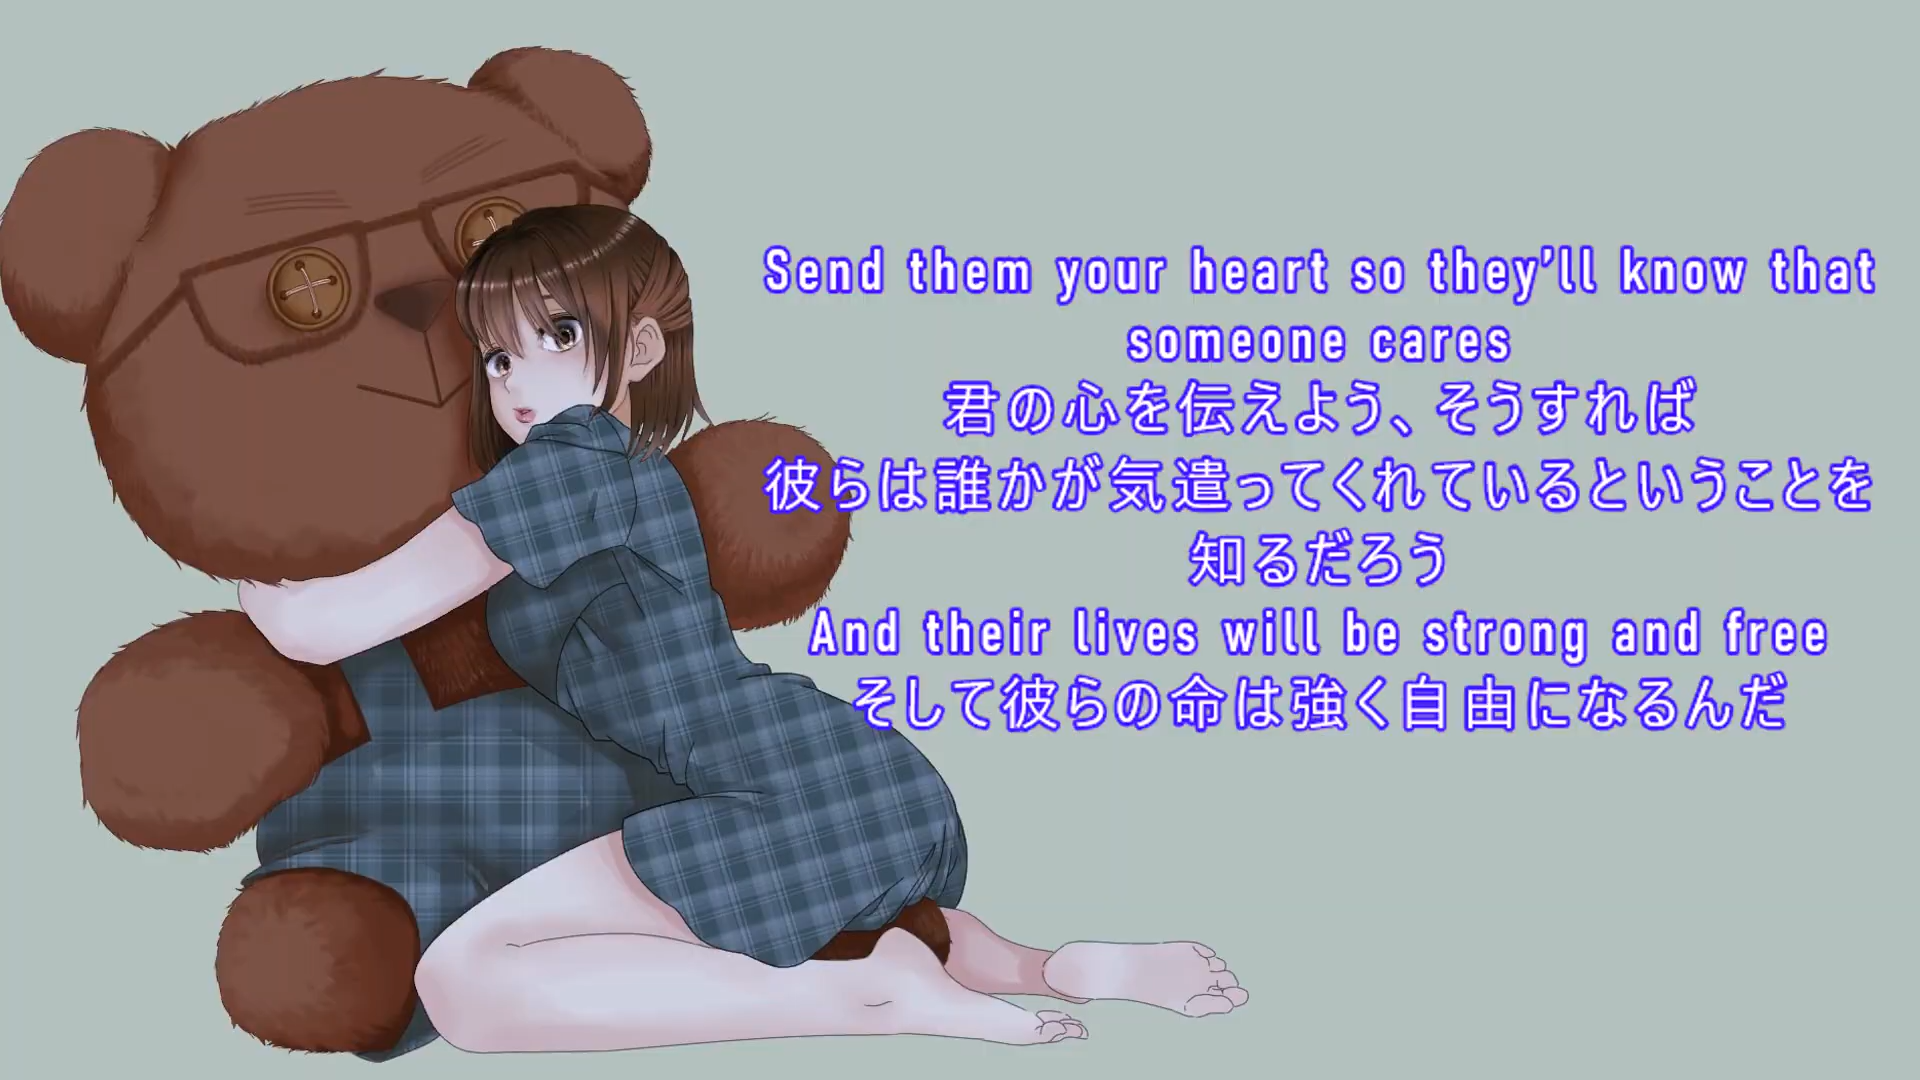 Send them your heart so they’ll know that
someone cares
君の心を伝えよう、そうすれば
彼らは誰かが気遣ってくれているということを
知るだろう
And their lives will be strong and free
そして彼らの命は強く自由になるんだ